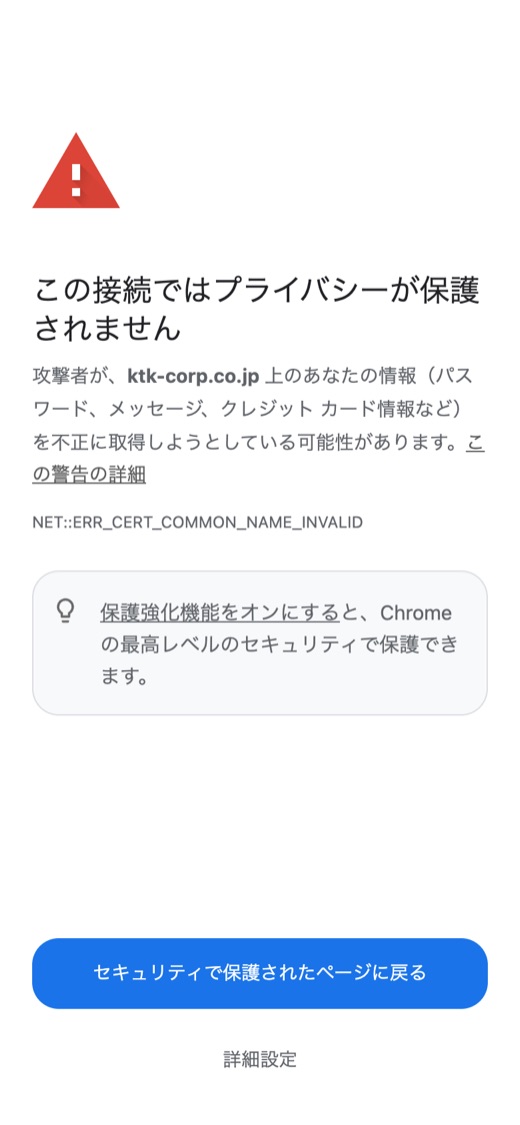 この接続ではプライバシーが保護
されません
攻撃者が、ktk-corp.co.jp 上のあなたの情報（パス
ワード、メッセージ、クレジット カード情報など）
を不正に取得しようとしている可能性があります。こ
の警告の詳細
NET::ERR_CERT_COMMON_NAME_INVALID
保護強化機能をオンにすると、Chrome
の最高レベルのセキュリティで保護でき
ます。
セキュリティで保護されたページに戻る
詳細設定